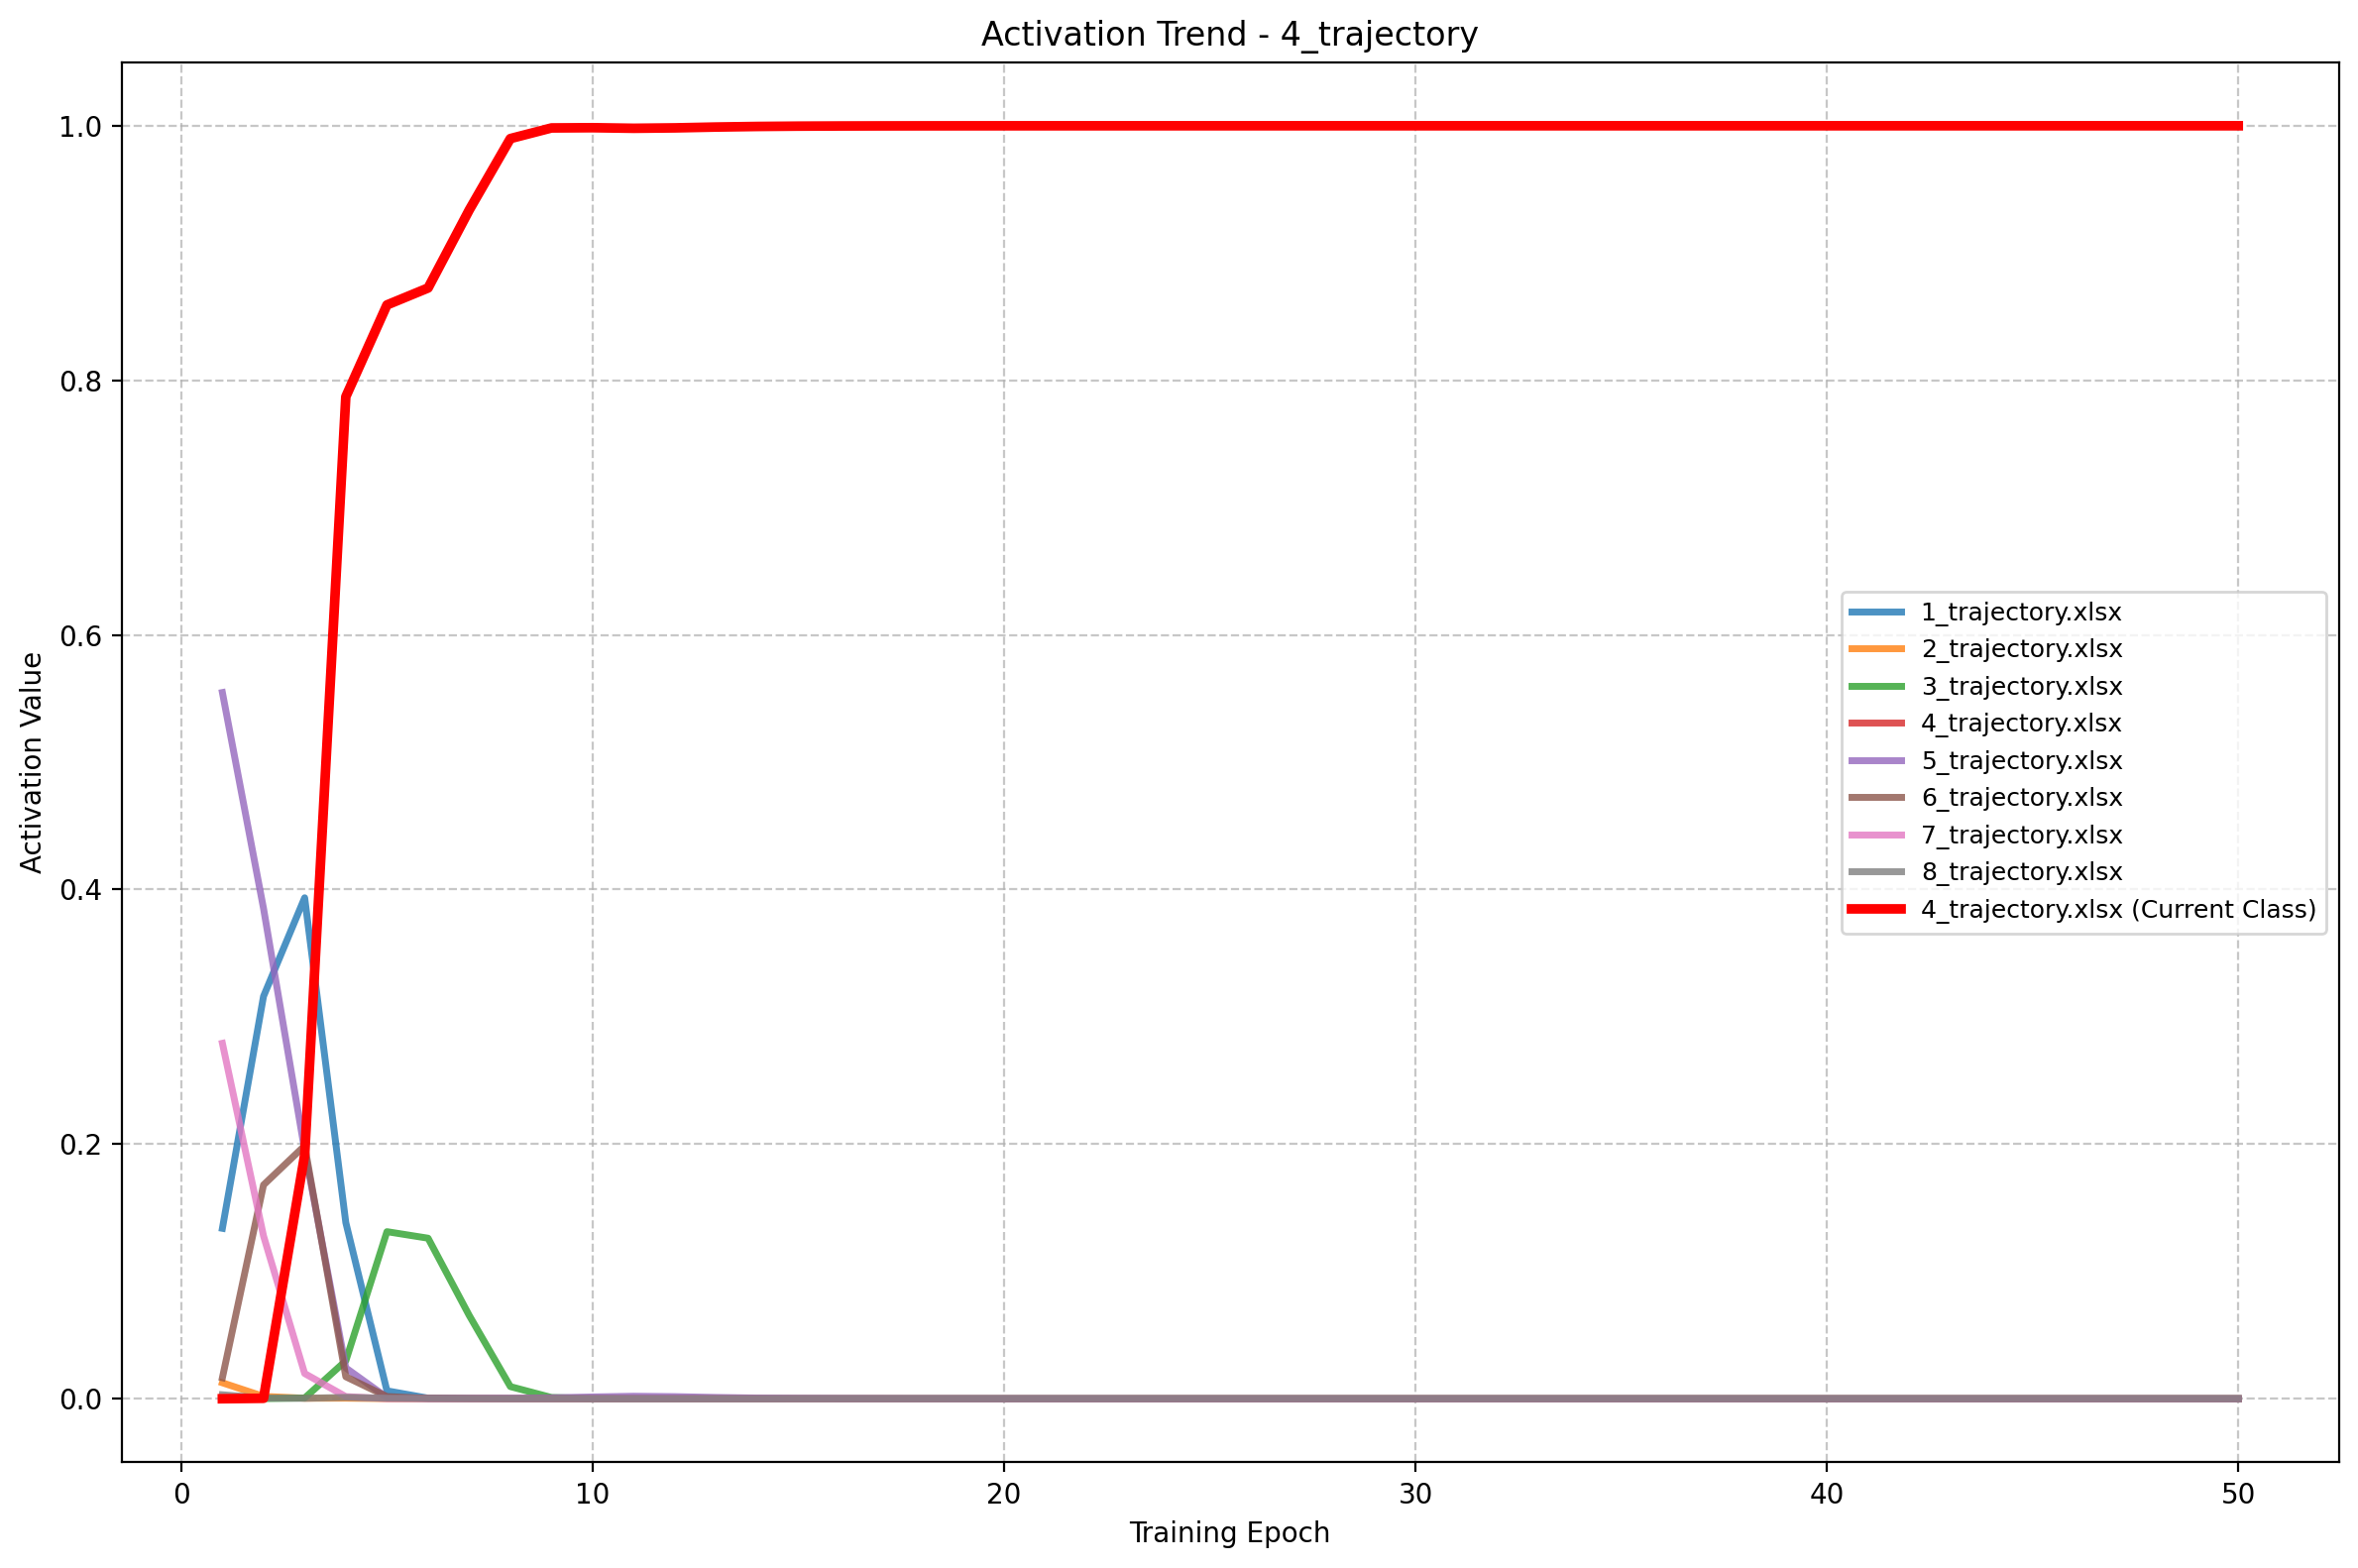 Activation Trend - 4_trajectory
Activation Value
1.0
0.8
0.6
0.4
0.2
0.0
0 10 20 30 40 50
Training Epoch
1_trajectory.xlsx
2_trajectory.xlsx
3_trajectory.xlsx
4_trajectory.xlsx
5_trajectory.xlsx
6_trajectory.xlsx
7_trajectory.xlsx
8_trajectory.xlsx
4_trajectory.xlsx (Current Class)